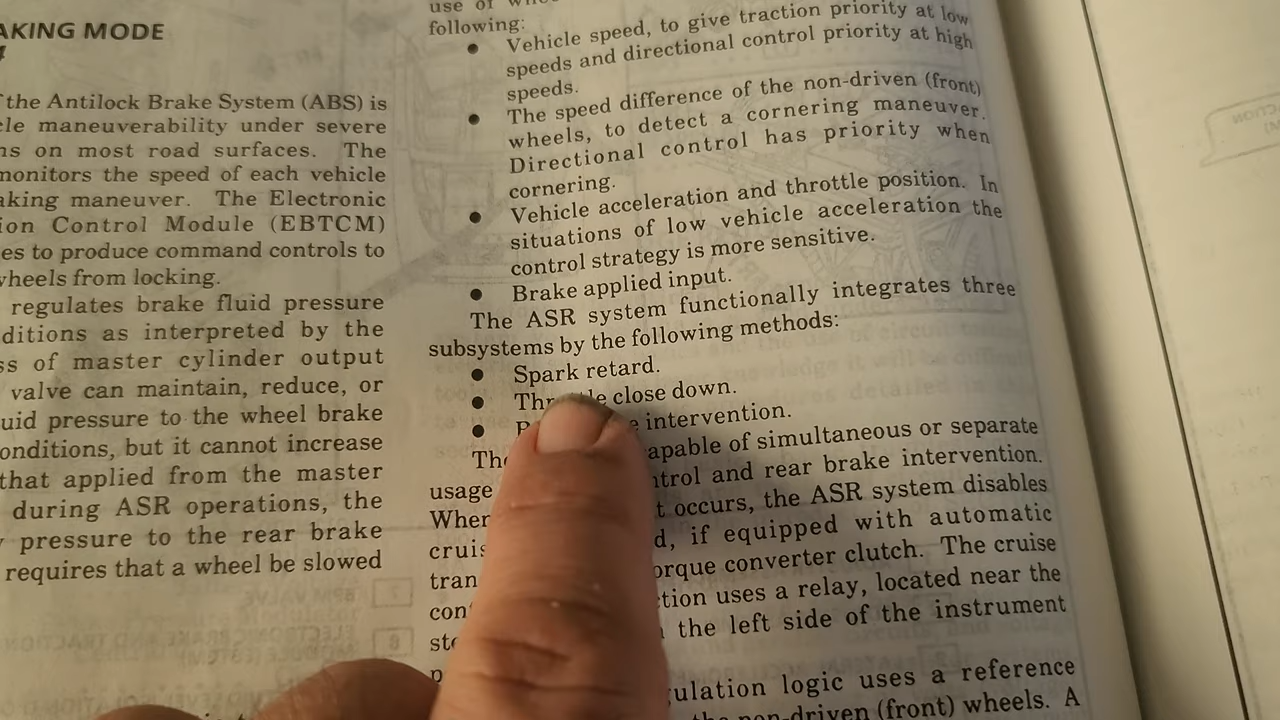 AKING MODE
the Antilock Brake System (ABS) is
cle maneuverability under severe
ns on most road surfaces. The
monitors the speed of each vehicle
aking maneuver. The Electronic
ion Control Module (EBTCM)
es to produce command controls to
wheels from locking.
regulates brake fluid pressure
ditions as interpreted by the
ss of master cylinder output
valve can maintain, reduce, or
uid pressure to the wheel brake
onditions, but it cannot increase
that applied from the master
during ASR operations, the
pressure to the rear brake
requires that a wheel be slowed
use of
following:
• Vehicle speed, to give traction priority at low
speeds and directional control priority at high
speeds.
• The speed difference of the non-driven (front)
wheels, to detect a cornering maneuver.
Directional control has priority when
cornering.
• Vehicle acceleration and throttle position. In
situations of low vehicle acceleration the
control strategy is more sensitive.
• Brake applied input.
The ASR system functionally integrates three
subsystems by the following methods:
• Spark retard.
• Throttle close down.
• intervention.
apable of simultaneous or separate
usage ntrol and rear brake intervention.
When t occurs, the ASR system disables
cruis d, if equipped with automatic
tran orque converter clutch. The cruise
con tion uses a relay, located near the
ste the left side of the instrument
p
ulation logic uses a reference
the non-driven (front) wheels. A